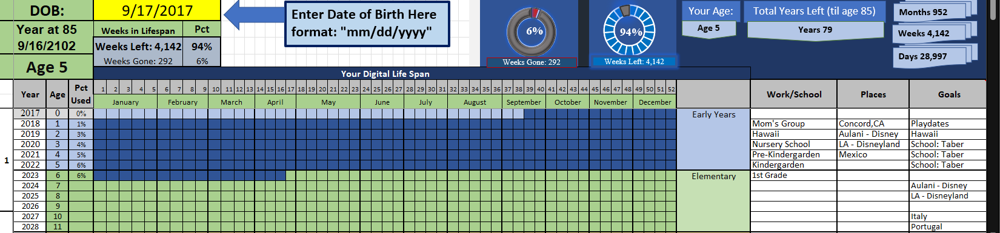 DOB: 9/17/2017
Enter Date of Birth Here
format: "mm/dd/yyyy"
Year at 85
9/16/2102
Age 5
Weeks in Lifespan Pct
Weeks Left: 4,142 94%
Weeks Gone: 292 6%
6%
Weeks Gone: 292
94%
Weeks Left: 4,142
Your Age:
Age 5
Total Years Left (til age 85)
Years 79
Months 952
Weeks 4,142
Days 28,997
Your Digital Life Span
Year Age Pct Used 1 2 3 4 5 6 7 8 9 10 11 12 13 14 15 16 17 18 19 20 21 22 23 24 25 26 27 28 29 30 31 32 33 34 35 36 37 38 39 40 41 42 43 44 45 46 47 48 49 50 51 52 Work/School Places Goals
January February March April May June July August September October November December
2017 0 0% Early Years
2018 1 1% Mom's Group Concord,CA Playdates
2019 2 3% Hawaii Aulani - Disney Hawaii
2020 3 4% Nursery School LA - Disneyland School: Taber
2021 4 5% Pre-Kindergarden Mexico School: Taber
1
2022 5 6% Kindergarden School: Taber
2023 6 6% Elementary 1st Grade
2024 7 Aulani - Disney
2025 8 LA - Disneyland
2026 9
2027 10 Italy
2028 11 Portugal